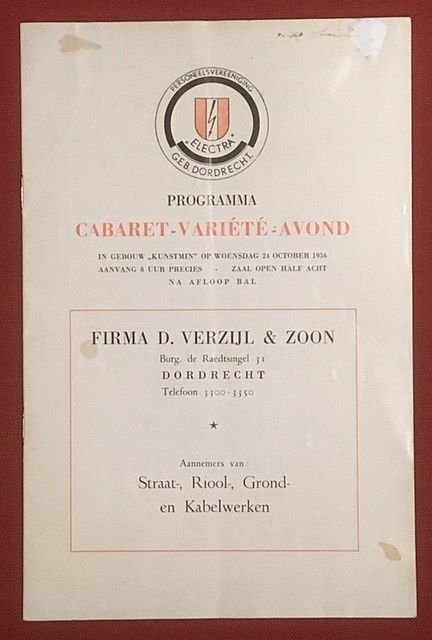 PERSONEELSVEREENIGING
"ELECTRA"
G.E.B. DORDRECHT.
PROGRAMMA
CABARET-VARIÉTÉ-AVOND
IN GEBOUW „KUNSTMIN" OP WOENSDAG 24 OCTOBER 1956
AANVANG 8 UUR PRECIES - ZAAL OPEN HALF ACHT
NA AFLOOP BAL
FIRMA D. VERZIJL & ZOON
Burg. de Raedtsingel 31
DORDRECHT
Telefoon 3300-3350
Aannemers van :
Straat-, Riool-, Grond-
en Kabelwerken